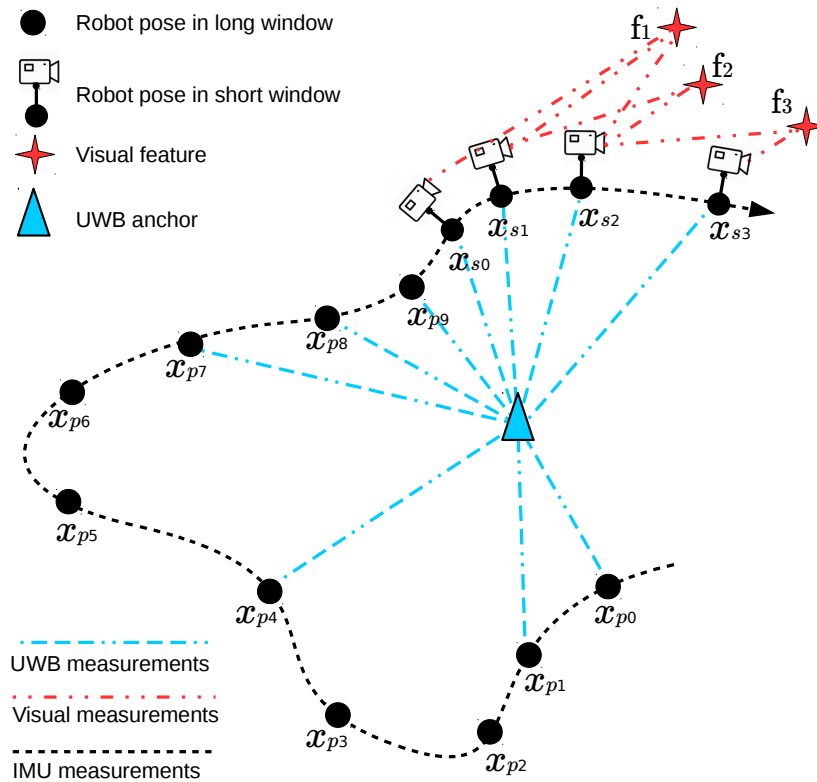 Robot pose in long window
Robot pose in short window
Visual feature
UWB anchor
f1
f2
f3
xs0
xs1
xs2
xs3
xp9
xp8
xp7
xp6
xp5
xp4
xp3
xp2
xp1
xp0
UWB measurements
Visual measurements
IMU measurements